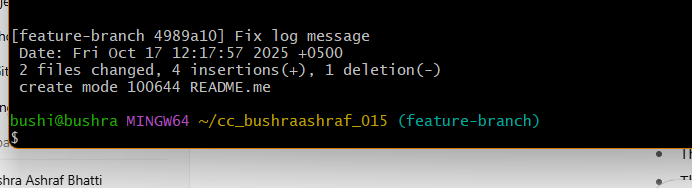 [feature-branch 4989a10] Fix log message
Date: Fri Oct 17 12:17:57 2025 +0500
2 files changed, 4 insertions(+), 1 deletion(-)
create mode 100644 README.me
bushi@bushra MINGW64 ~/cc_bushraashraf_015 (feature-branch)
$
shra Ashraf Bhatti